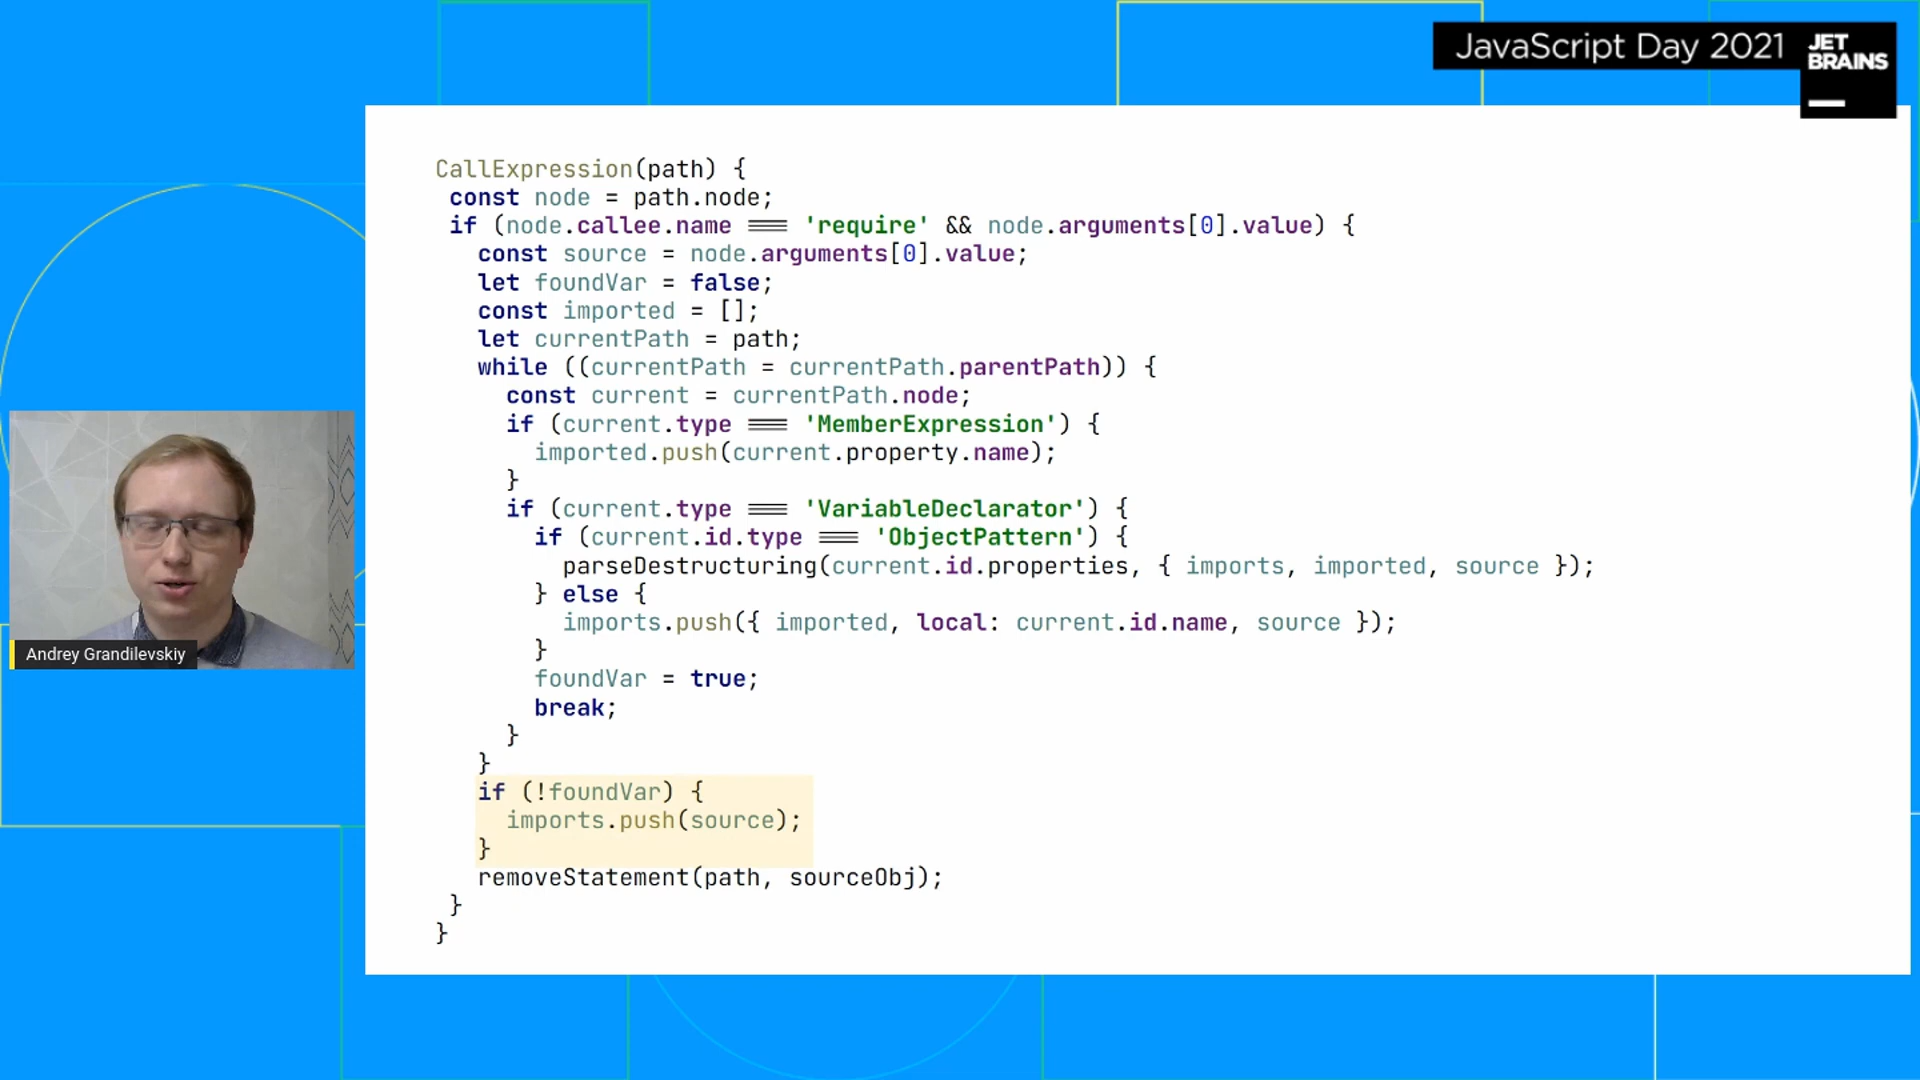 JavaScript Day 2021
JET
BRAINS
CallExpression(path) {
const node = path.node;
if (node.callee.name === 'require' && node.arguments[0].value) {
const source = node.arguments[0].value;
let foundVar = false;
const imported = [];
let currentPath = path;
while ((currentPath = currentPath.parentPath)) {
const current = currentPath.node;
if (current.type === 'MemberExpression') {
imported.push(current.property.name);
}
if (current.type === 'VariableDeclarator') {
if (current.id.type === 'ObjectPattern') {
parseDestructuring(current.id.properties, { imports, imported, source });
} else {
imports.push({ imported, local: current.id.name, source });
}
foundVar = true;
break;
}
}
if (!foundVar) {
imports.push(source);
}
removeStatement(path, sourceObj);
}
}
Andrey Grandilevskiy